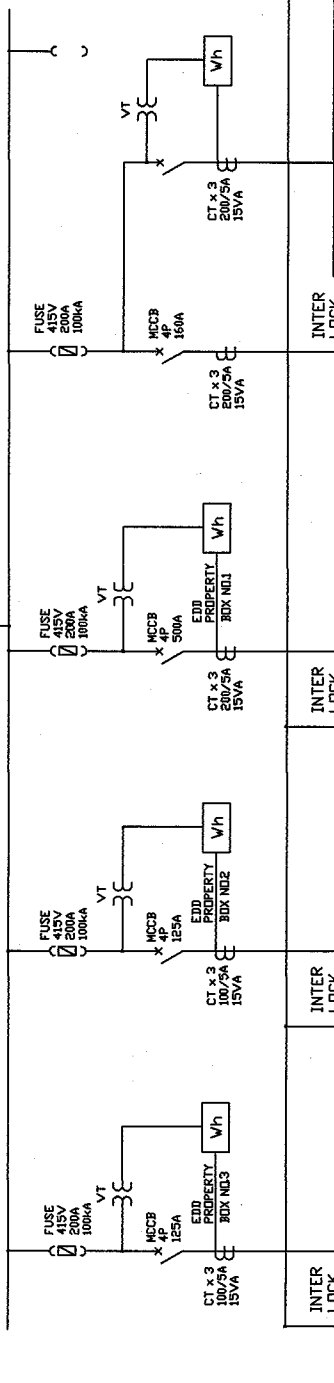 FUSE
415V
200A
100kA
VT
MCCB
4P
125A
Wh
EDD
PROPERTY
BOX NO.3
CT x 3
100/5A
15VA
INTER
FUSE
415V
200A
100kA
VT
MCCB
4P
125A
Wh
EDD
PROPERTY
BOX NO.2
CT x 3
100/5A
15VA
INTER
FUSE
415V
200A
100kA
VT
MCCB
4P
500A
Wh
EDD
PROPERTY
BOX NO.1
CT x 3
200/5A
15VA
INTER
FUSE
415V
200A
100kA
MCCB
4P
160A
CT x 3
200/5A
15VA
INTER
VT
Wh
CT x 3
200/5A
15VA